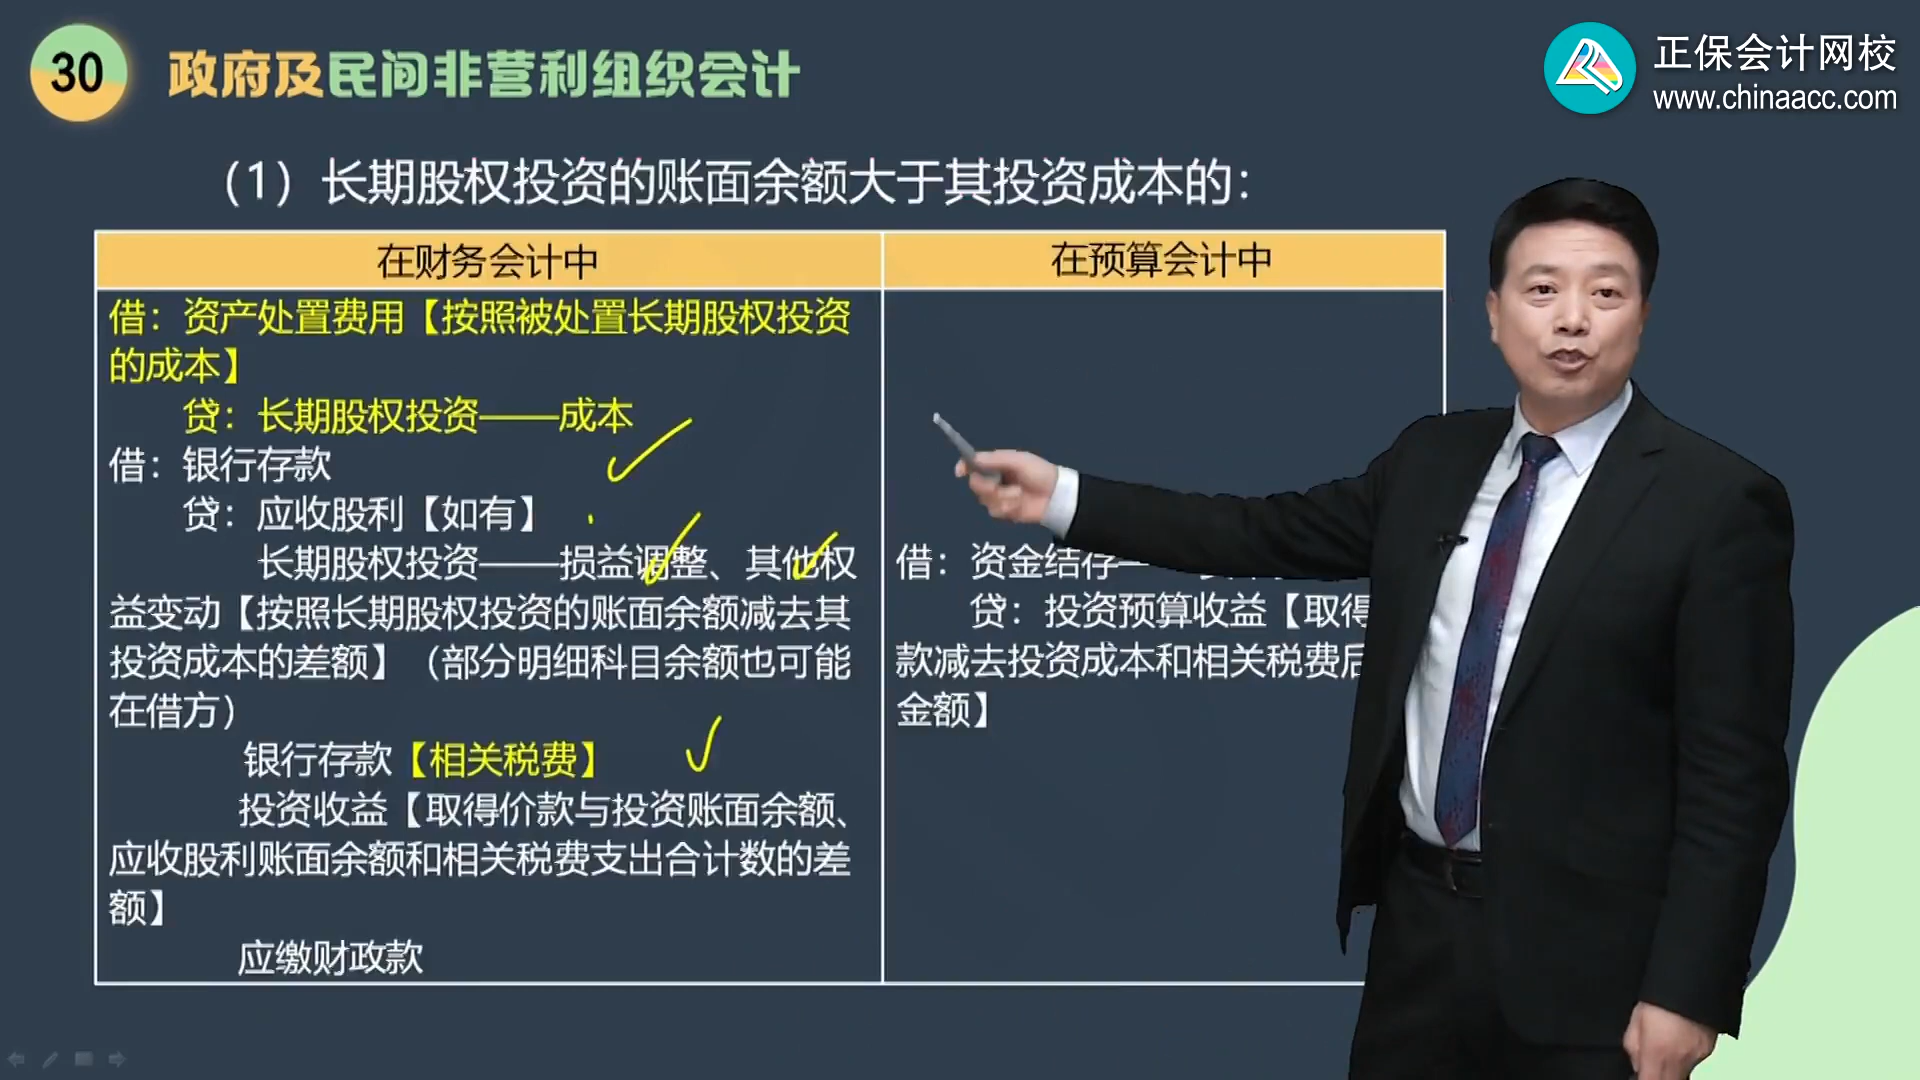 30
政府及民间非营利组织会计
正保会计网校
www.chinaacc.com
（1）长期股权投资的账面余额大于其投资成本的：
在财务会计中
借：资产处置费用【按照被处置长期股权投资
的成本】
贷：长期股权投资——成本
借：银行存款
贷：应收股利【如有】
长期股权投资——损益调整、其他权
益变动【按照长期股权投资的账面余额减去其
投资成本的差额】（部分明细科目余额也可能
在借方）
银行存款【相关税费】
投资收益【取得价款与投资账面余额、
应收股利账面余额和相关税费支出合计数的差
额】
应缴财政款
在预算会计中
借：资金结存—
贷：投资预算收益【取得
款减去投资成本和相关税费后
金额】